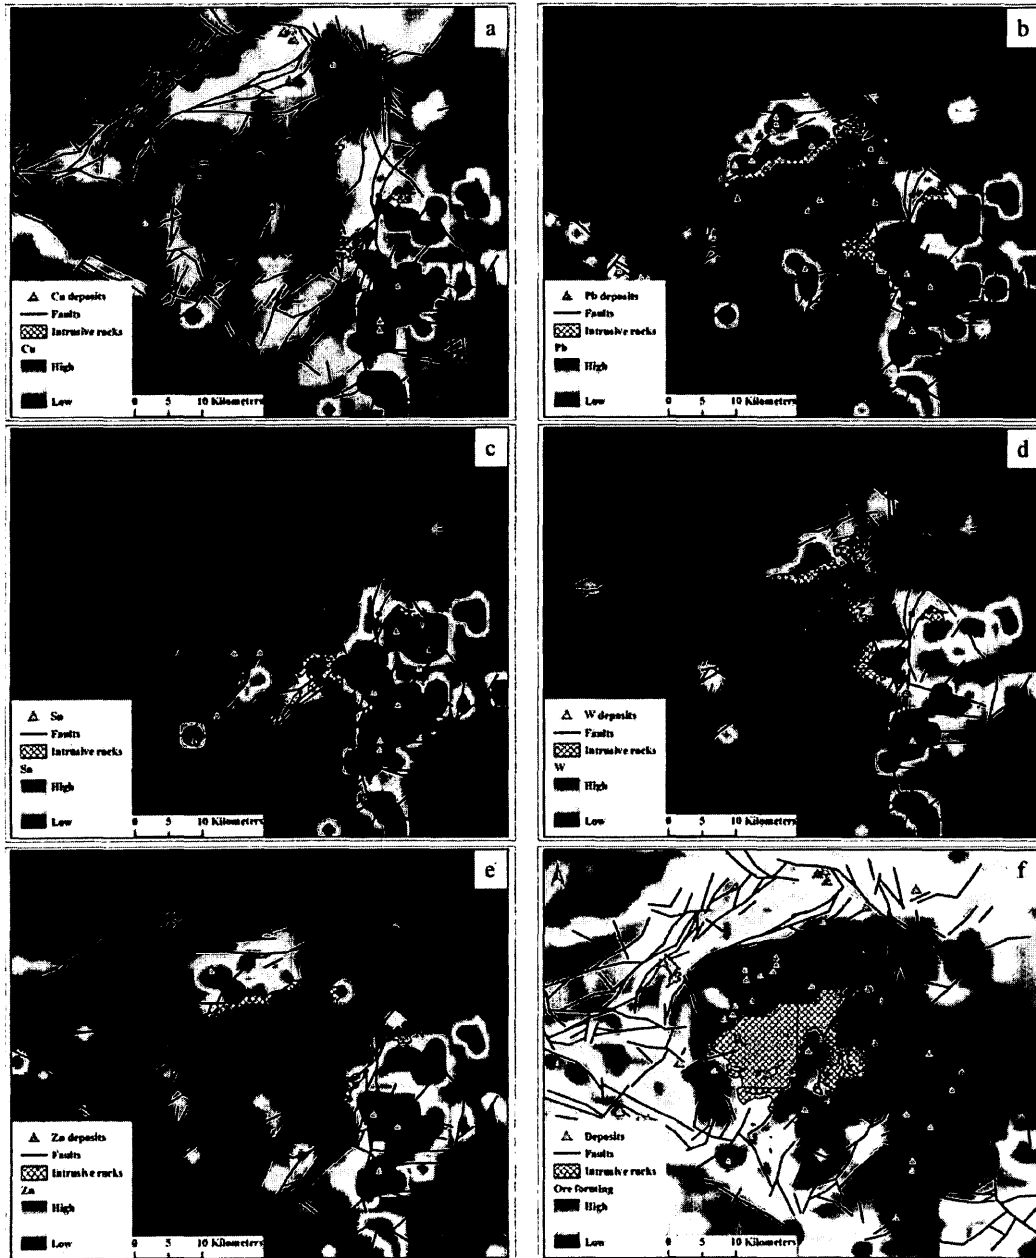 a
Cu deposits
Faults
Intrusive rocks
Cu
High
Low
0 5 10 Kilometers
b
Pb deposits
Faults
Intrusive rocks
Pb
High
Low
0 5 10 Kilometers
c
Sn
Faults
Intrusive rocks
Sn
High
Low
0 5 10 Kilometers
d
W deposits
Faults
Intrusive rocks
W
High
Low
0 5 10 Kilometers
e
Zn deposits
Faults
Intrusive rocks
Zn
High
Low
0 5 10 Kilometers
f
Deposits
Faults
Intrusive rocks
Ore forming
High
Low
0 5 10 Kilometers